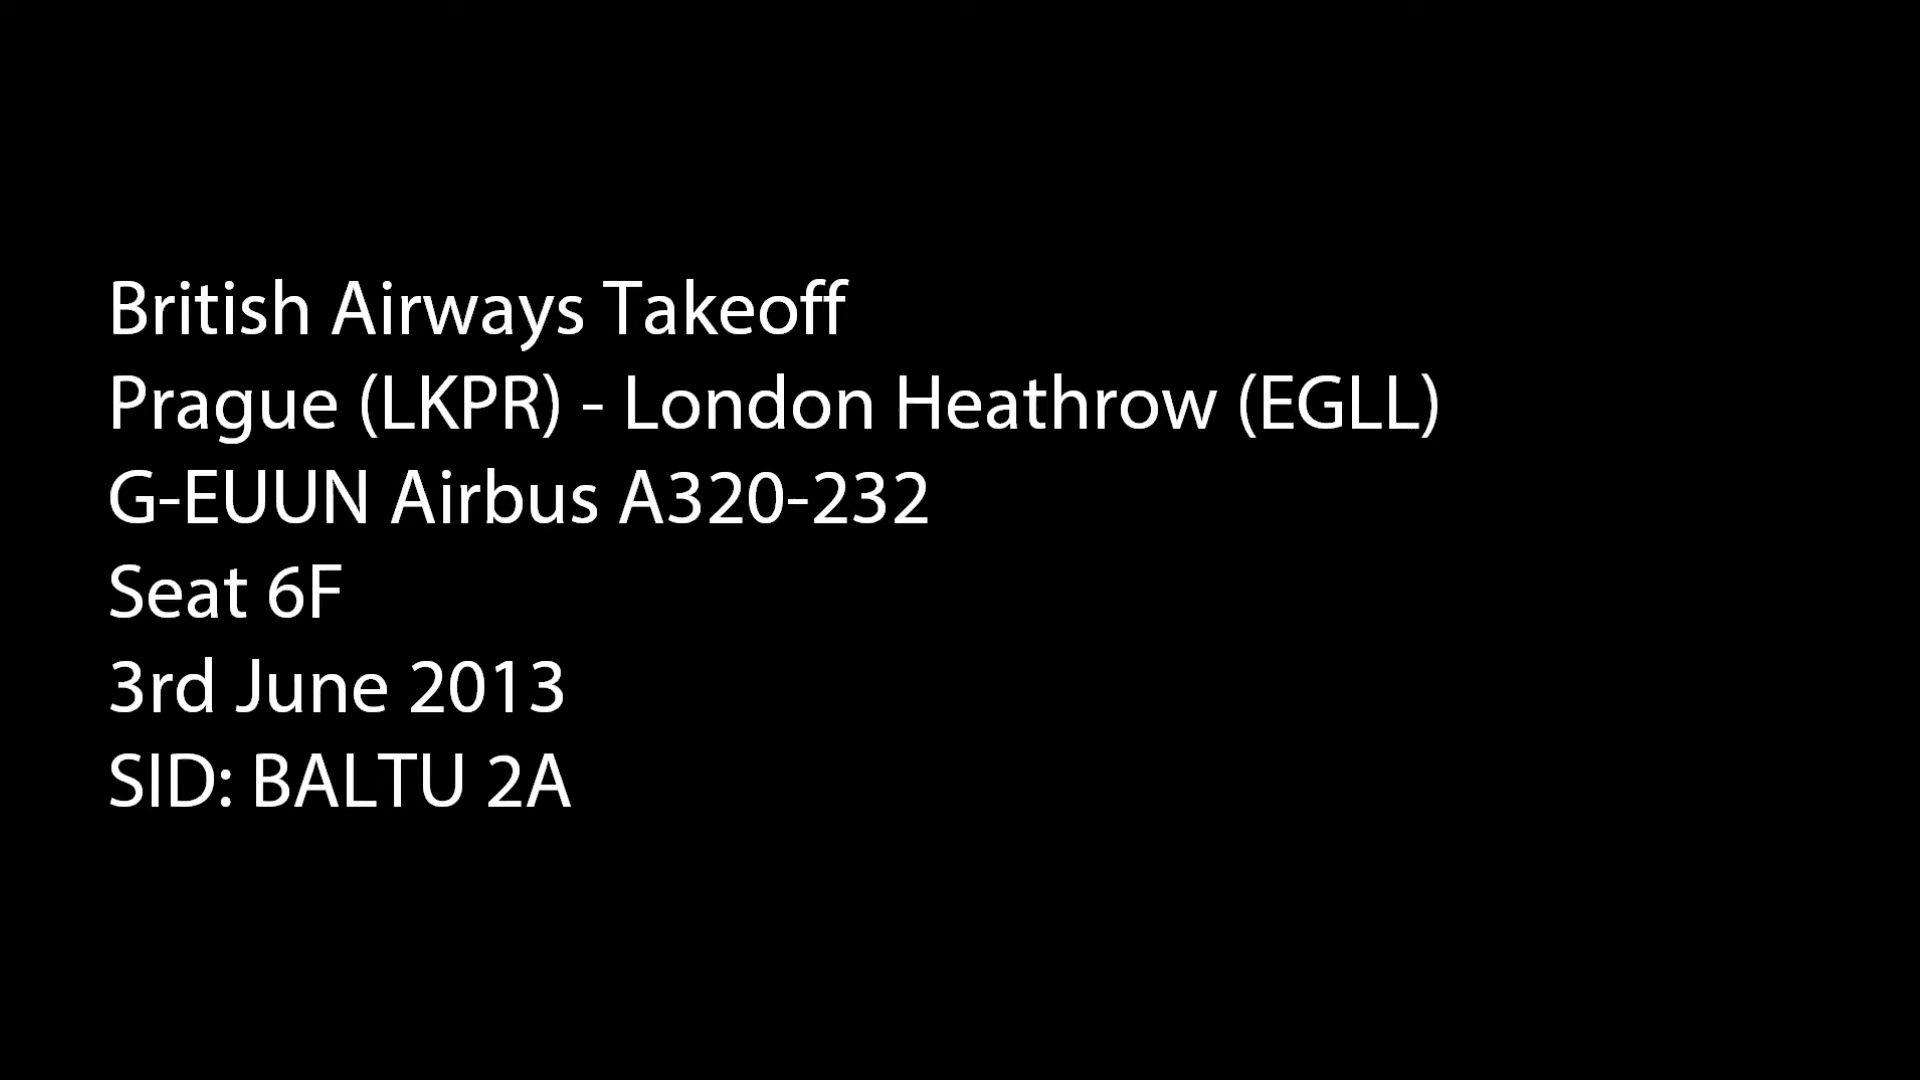 British Airways Takeoff
Prague (LKPR) - London Heathrow (EGLL)
G-EUUN Airbus A320-232
Seat 6F
3rd June 2013
SID: BALTU 2A